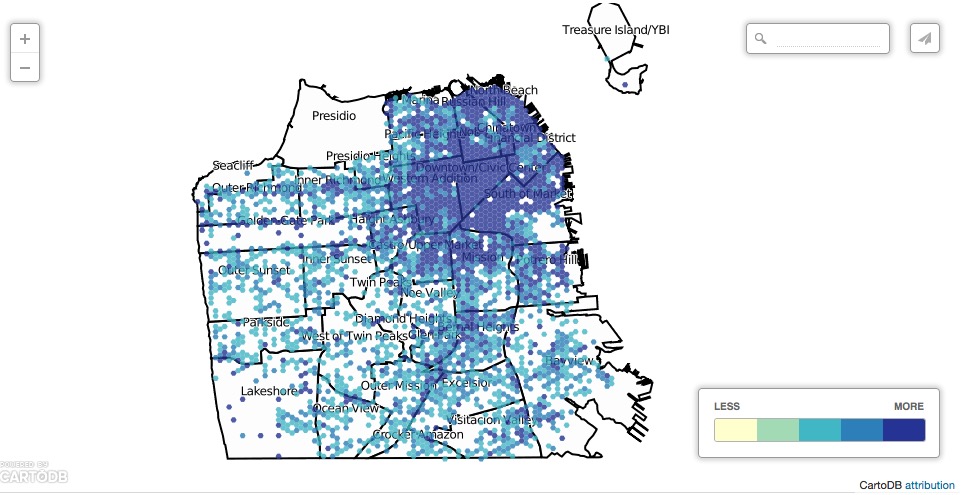 +
−
Treasure Island/YBI
North Beach
Marina
Russian Hill
Presidio
Pacific Heights
Nob
Chinatown
Financial District
Presidio Heights
Seacliff
Downtown/Civic Center
Inner Richmond
Western Addition
Outer Richmond
South of Market
Golden Gate Park
Haight Ashbury
Castro/Upper Market
Mission
Potrero Hill
Inner Sunset
Outer Sunset
Twin Peaks
Noe Valley
Parkside
Diamond Heights
Bernal Heights
West of Twin Peaks
Glen Park
Bayview
Lakeshore
Outer Mission
Excelsior
Ocean View
Visitacion Valley
Crocker Amazon
LESS MORE
POWERED BY
CARTODB
CartoDB attribution